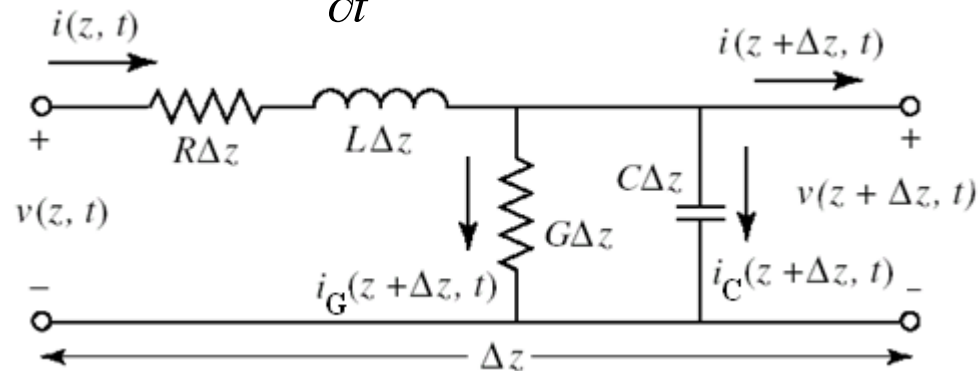 ∂t
i(z, t)
i(z + Δz, t)
+
+
RΔz
LΔz
CΔz
v(z, t)
v(z + Δz, t)
GΔz
i_G(z + Δz, t)
i_C(z + Δz, t)
−
−
Δz